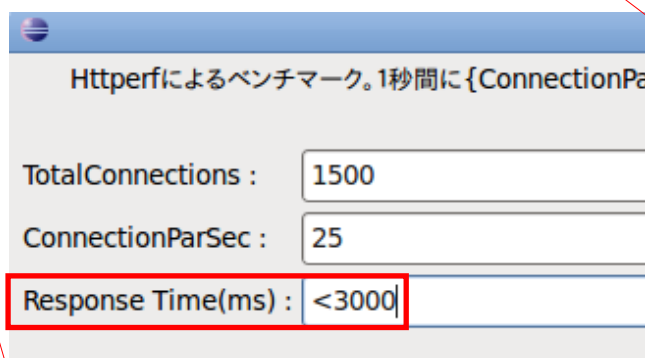 Httperfによるベンチマーク。1秒間に{ConnectionPa
TotalConnections : 1500
ConnectionParSec : 25
Response Time(ms) : <3000